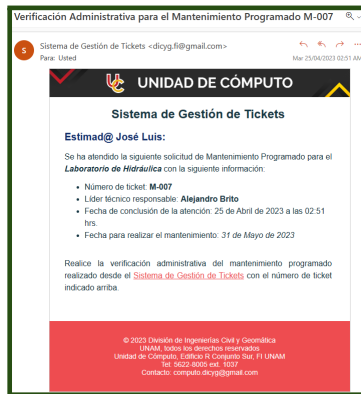 Verificación Administrativa para el Mantenimiento Programado M-007
S
Sistema de Gestión de Tickets <dicyg.fi@gmail.com>
Para: Usted
Mar 25/04/2023 02:51 AM
UC UNIDAD DE CÓMPUTO
Sistema de Gestión de Tickets
Estimad@ José Luis:
Se ha atendido la siguiente solicitud de Mantenimiento Programado para el
Laboratorio de Hidráulica con la siguiente información:
• Número de ticket: M-007
• Líder técnico responsable: Alejandro Brito
• Fecha de conclusión de la atención: 25 de Abril de 2023 a las 02:51
hrs.
• Fecha para realizar el mantenimiento: 31 de Mayo de 2023
Realice la verificación administrativa del mantenimiento programado
realizado desde el Sistema de Gestión de Tickets con el número de ticket
indicado arriba.
© 2023 División de Ingenierías Civil y Geomática
UNAM, todos los derechos reservados
Unidad de Cómputo, Edificio R Conjunto Sur, FI UNAM
Tel: 5622-8005 ext. 1037
Contacto: computo.dicyg@gmail.com